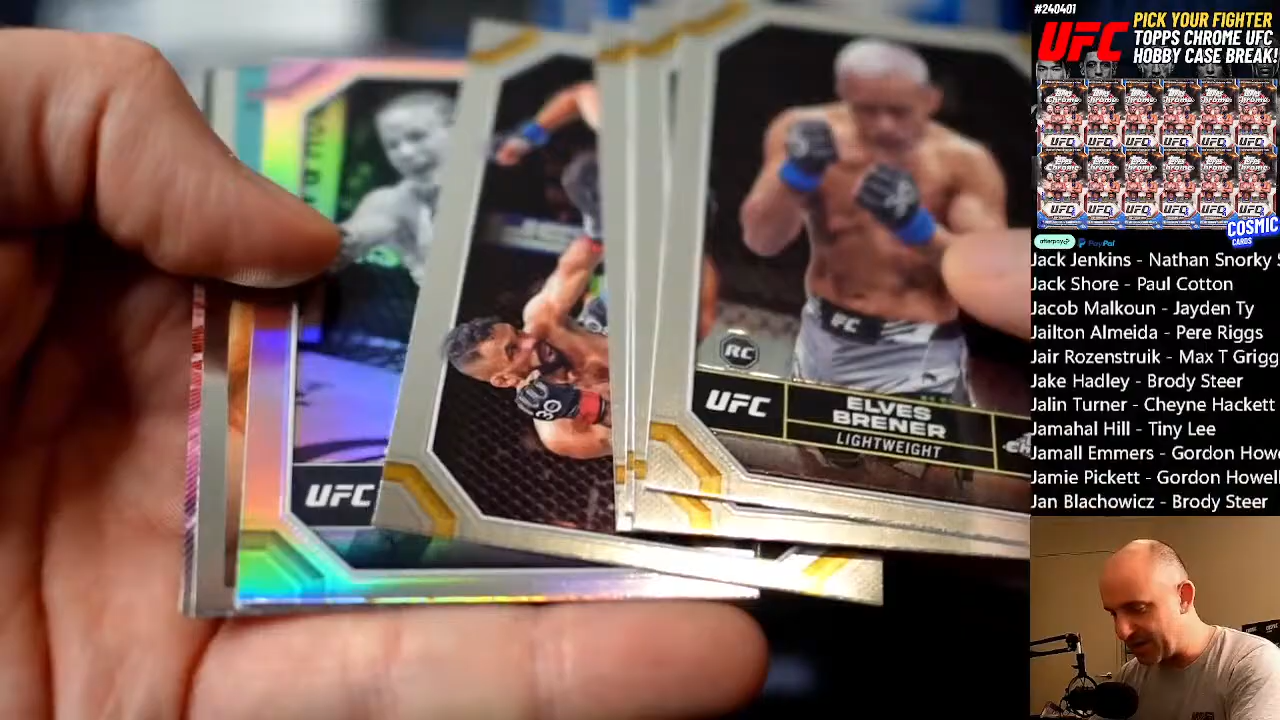 #240401
UFC
PICK YOUR FIGHTER
TOPPS CHROME UFC
HOBBY CASE BREAK!
COSMIC
CARDS
afterpay
PayPal
Jack Jenkins - Nathan Snorky
Jack Shore - Paul Cotton
Jacob Malkoun - Jayden Ty
Jailton Almeida - Pere Riggs
Jair Rozenstruik - Max T Grigg
Jake Hadley - Brody Steer
Jalin Turner - Cheyne Hackett
Jamahal Hill - Tiny Lee
Jamall Emmers - Gordon Howe
Jamie Pickett - Gordon Howell
Jan Blachowicz - Brody Steer
UFC
RC
UFC
ELVES
BRENER
LIGHTWEIGHT
UFC